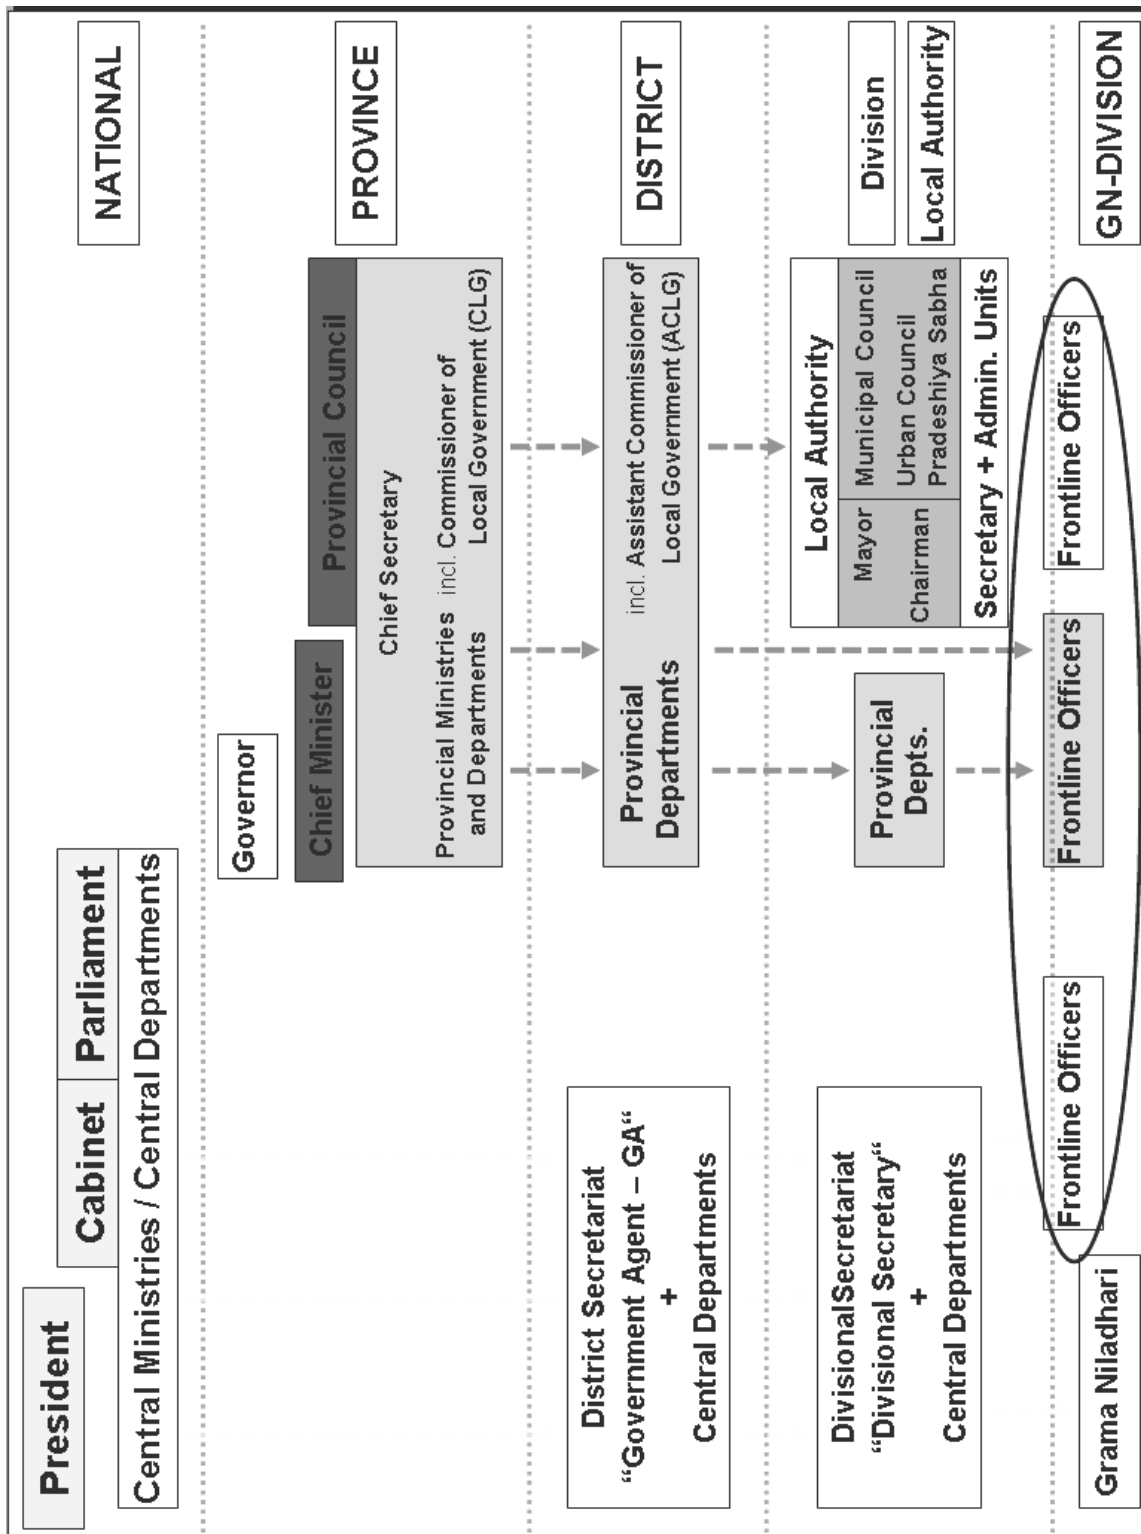 President
Cabinet
Parliament
Central Ministries / Central Departments
NATIONAL
Governor
Chief Minister
Provincial Council
Chief Secretary
Provincial Ministries incl. Commissioner of
and Departments Local Government (CLG)
PROVINCE
District Secretariat
“Government Agent – GA“
+
Central Departments
Provincial
Departments
incl. Assistant Commissioner of
Local Government (ACLG)
DISTRICT
DivisionalSecretariat
“Divisional Secretary“
+
Central Departments
Provincial
Depts.
Local Authority
Mayor
Chairman
Municipal Council
Urban Council
Pradeshiya Sabha
Secretary + Admin. Units
Division
Local Authority
Grama Niladhari
Frontline Officers
Frontline Officers
Frontline Officers
GN-DIVISION